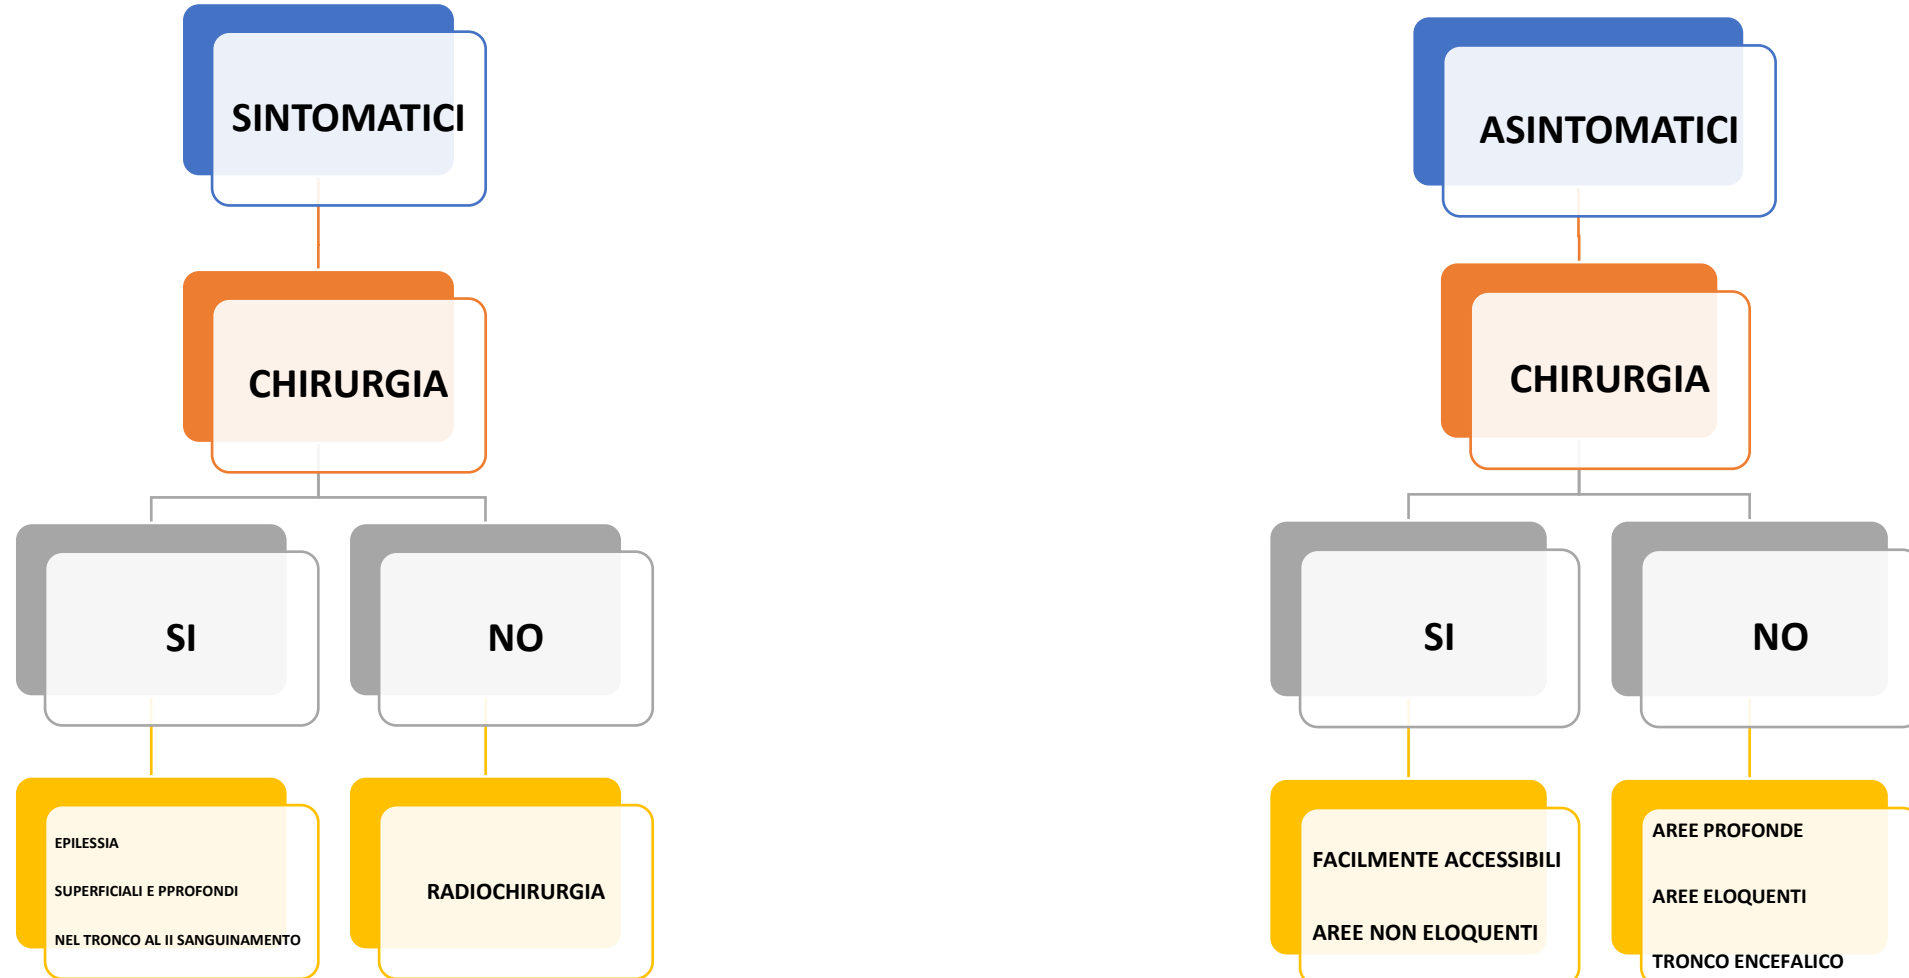 SINTOMATICI
CHIRURGIA
SI
NO
EPILESSIA
SUPERFICIALI E PPROFONDI
NEL TRONCO AL II SANGUINAMENTO
RADIOCHIRURGIA
ASINTOMATICI
CHIRURGIA
SI
NO
FACILMENTE ACCESSIBILI
AREE NON ELOQUENTI
AREE PROFONDE
AREE ELOQUENTI
TRONCO ENCEFALICO